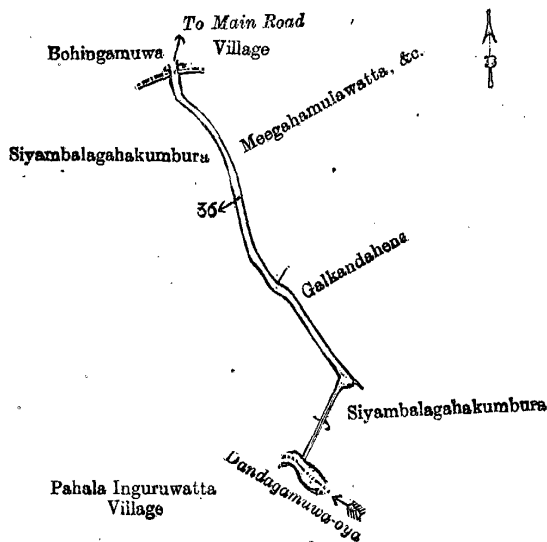 To Main Road
Village
Bohingamuwa
Meegahamulawatta, &c.
Siyambalagahakumbura
36
Galkandahena
Siyambalagahakumbura
Dandagamuwa-oya
Pahala Inguruwatta
Village